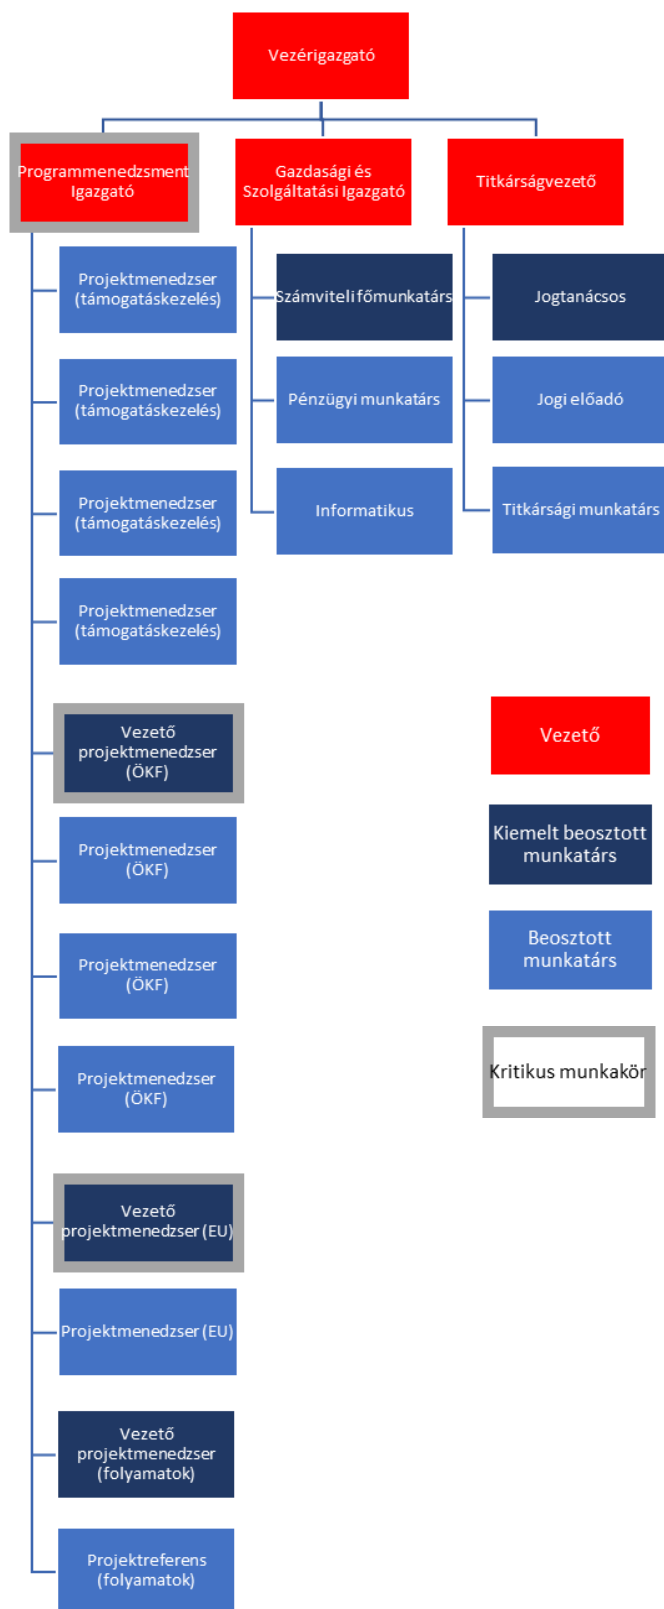 Vezérigazgató
Programmenedzsment
Igazgató
Gazdasági és
Szolgáltatási Igazgató
Titkárságvezető
Projektmenedzser
(támogatáskezelés)
Projektmenedzser
(támogatáskezelés)
Projektmenedzser
(támogatáskezelés)
Projektmenedzser
(támogatáskezelés)
Vezető
projektmenedzser
(ÖKF)
Projektmenedzser
(ÖKF)
Projektmenedzser
(ÖKF)
Projektmenedzser
(ÖKF)
Vezető
projektmenedzser (EU)
Projektmenedzser (EU)
Vezető
projektmenedzser
(folyamatok)
Projektreferens
(folyamatok)
Számviteli főmunkatárs
Pénzügyi munkatárs
Informatikus
Jogtanácsos
Jogi előadó
Titkársági munkatárs
Vezető
Kiemelt beosztott
munkatárs
Beosztott
munkatárs
Kritikus munkakör